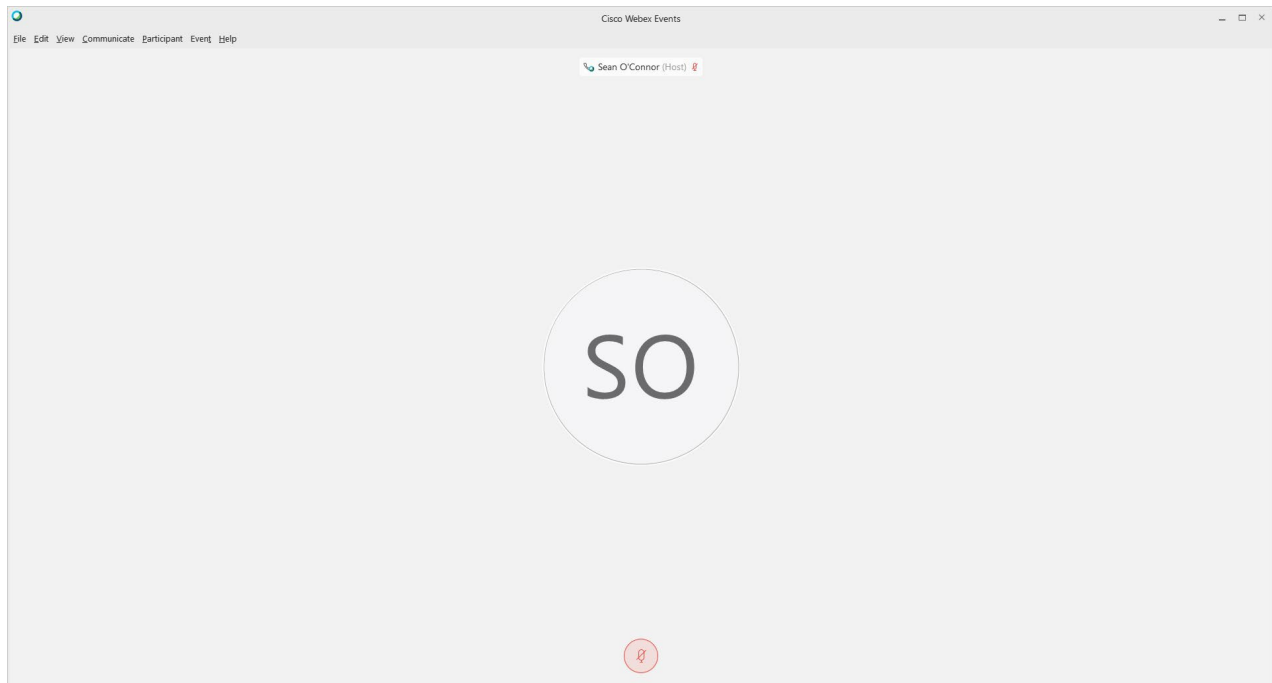 Cisco Webex Events
File Edit View Communicate Participant Event Help
Sean O'Connor (Host)
SO